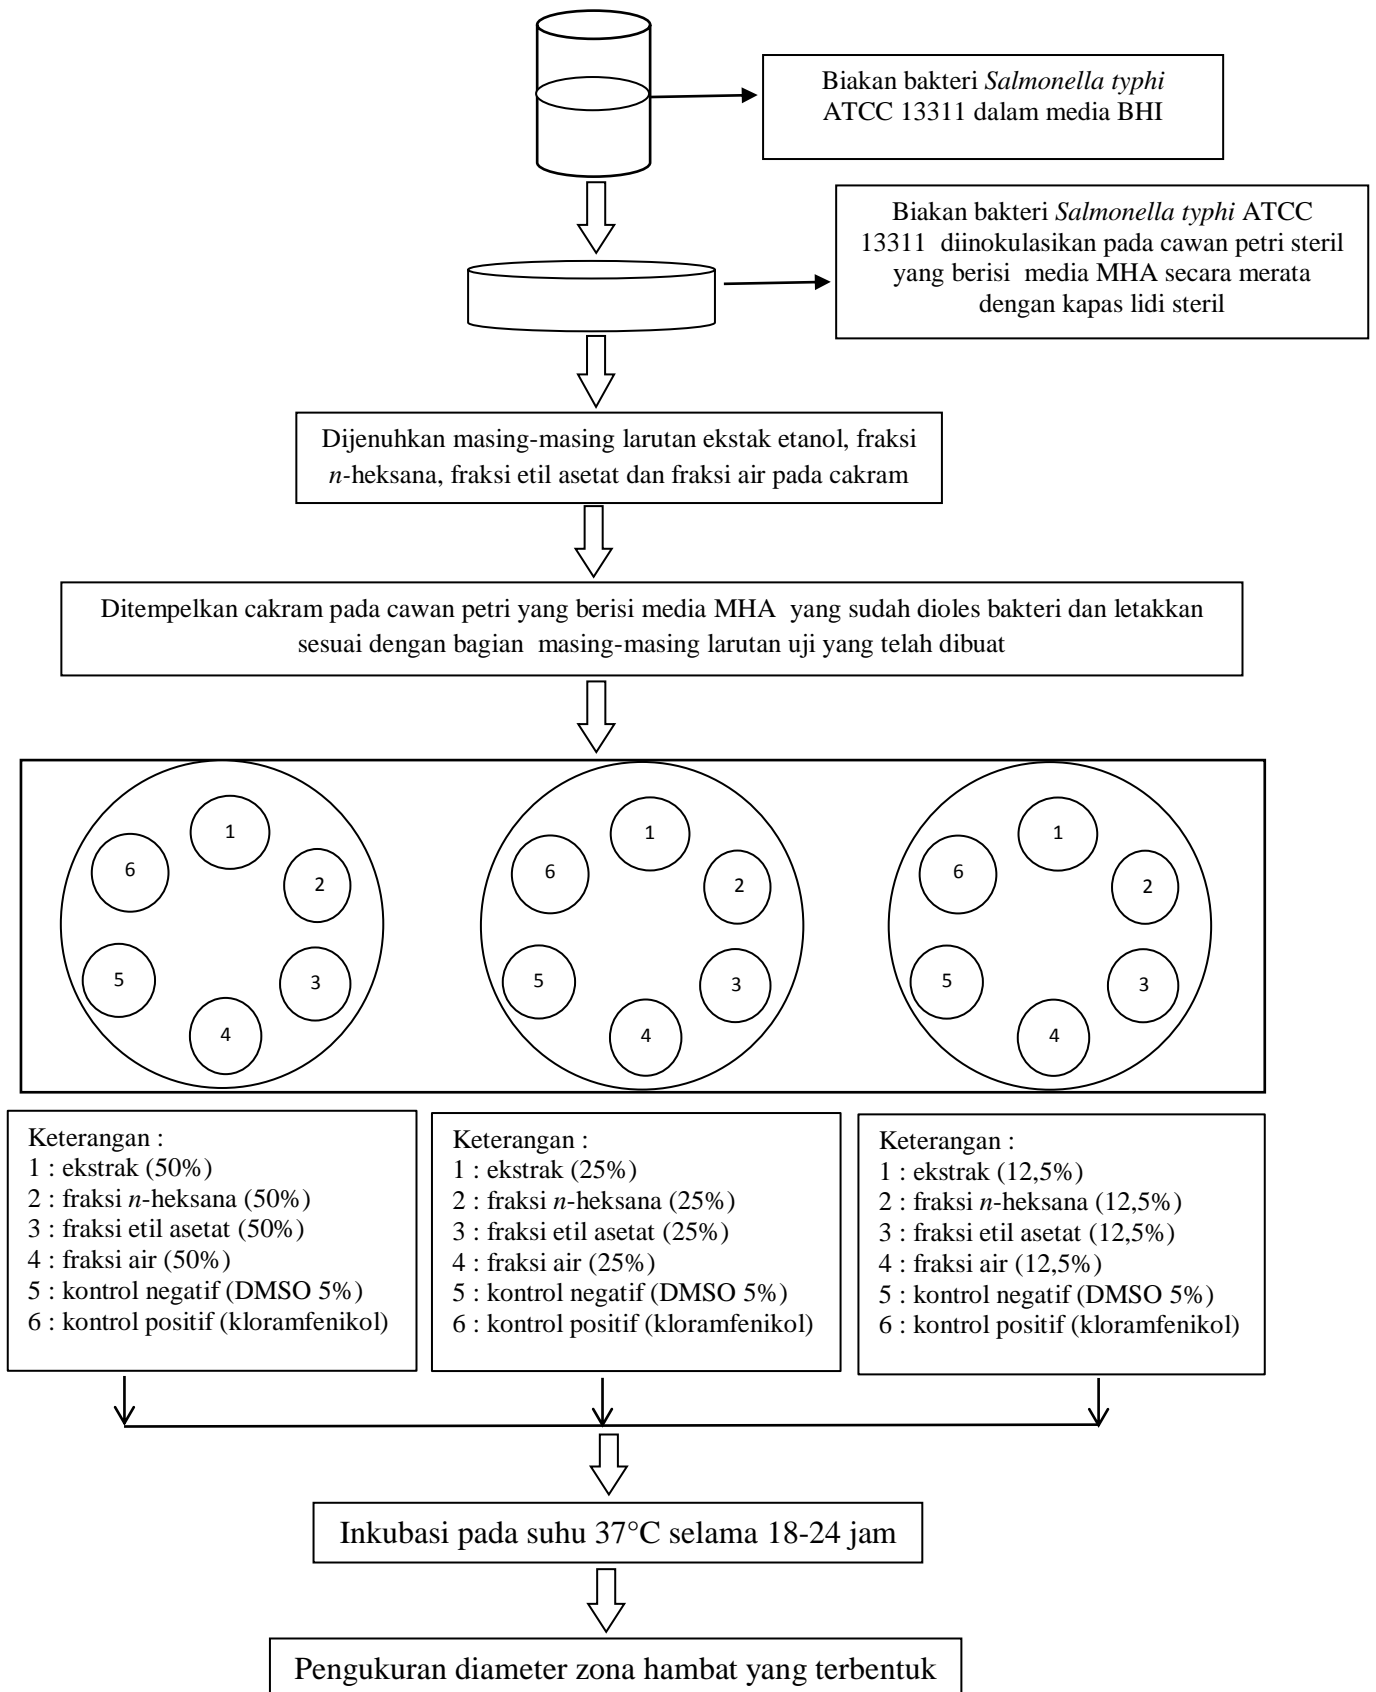 Biakan bakteri Salmonella typhi
ATCC 13311 dalam media BHI
Biakan bakteri Salmonella typhi ATCC
13311 diinokulasikan pada cawan petri steril
yang berisi media MHA secara merata
dengan kapas lidi steril
Dijenuhkan masing-masing larutan ekstak etanol, fraksi
n-heksana, fraksi etil asetat dan fraksi air pada cakram
Ditempelkan cakram pada cawan petri yang berisi media MHA yang sudah dioles bakteri dan letakkan
sesuai dengan bagian masing-masing larutan uji yang telah dibuat
1
2
3
4
5
6
1
2
3
4
5
6
1
2
3
4
5
6
Keterangan :
1 : ekstrak (50%)
2 : fraksi n-heksana (50%)
3 : fraksi etil asetat (50%)
4 : fraksi air (50%)
5 : kontrol negatif (DMSO 5%)
6 : kontrol positif (kloramfenikol)
Keterangan :
1 : ekstrak (25%)
2 : fraksi n-heksana (25%)
3 : fraksi etil asetat (25%)
4 : fraksi air (25%)
5 : kontrol negatif (DMSO 5%)
6 : kontrol positif (kloramfenikol)
Keterangan :
1 : ekstrak (12,5%)
2 : fraksi n-heksana (12,5%)
3 : fraksi etil asetat (12,5%)
4 : fraksi air (12,5%)
5 : kontrol negatif (DMSO 5%)
6 : kontrol positif (kloramfenikol)
Inkubasi pada suhu 37°C selama 18-24 jam
Pengukuran diameter zona hambat yang terbentuk